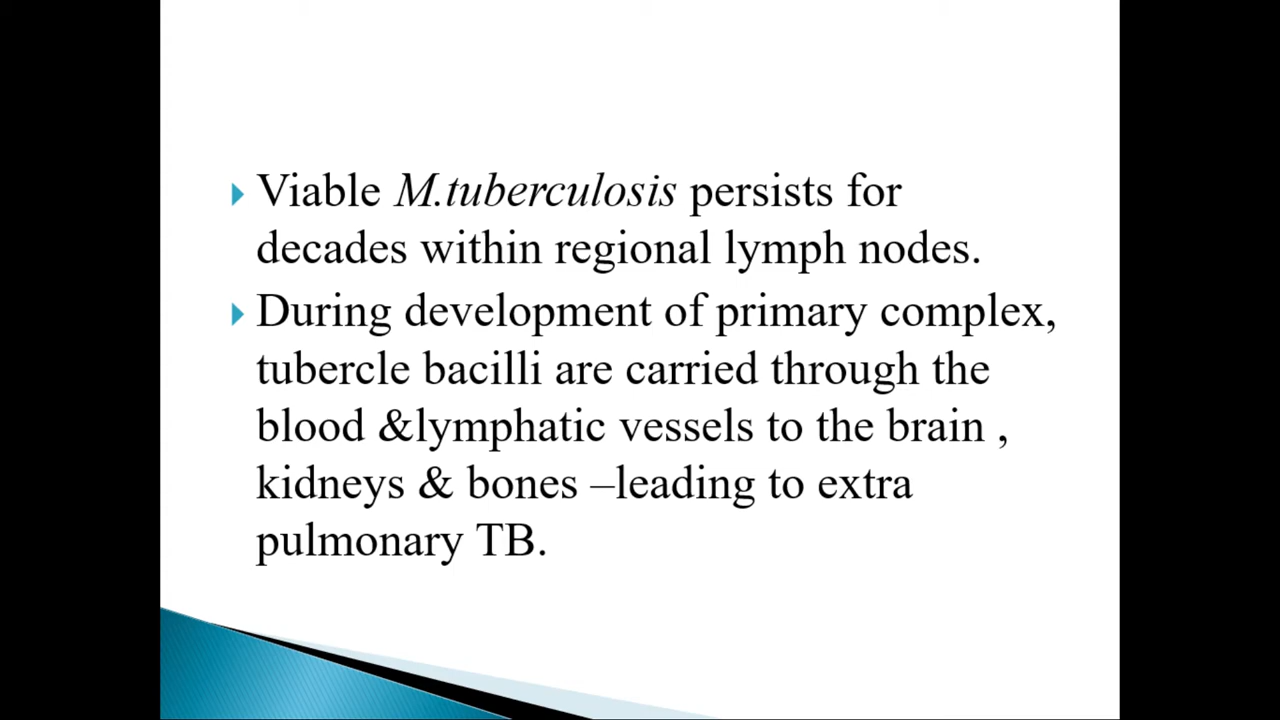 Viable M.tuberculosis persists for
decades within regional lymph nodes.
During development of primary complex,
tubercle bacilli are carried through the
blood &lymphatic vessels to the brain ,
kidneys & bones –leading to extra
pulmonary TB.